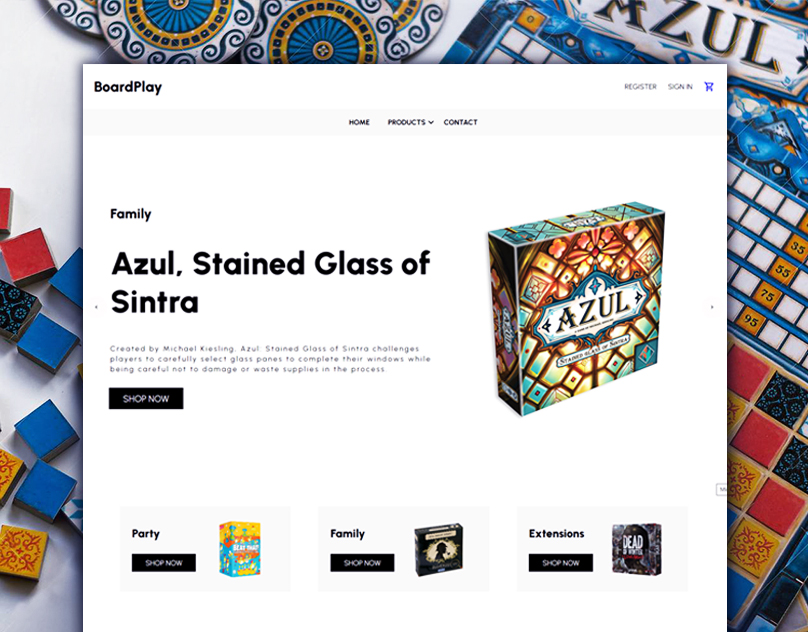 AZUL
BoardPlay
REGISTER
SIGN IN
HOME
PRODUCTS
CONTACT
Family
Azul, Stained Glass of
Sintra
Created by Michael Kiesling, Azul: Stained Glass of Sintra challenges
players to carefully select glass panes to complete their windows while
being careful not to damage or waste supplies in the process.
SHOP NOW
AZUL
STAINED GLASS OF SINTRA
35
55
75
95
Party
SHOP NOW
Family
SHOP NOW
Extensions
SHOP NOW
DEAD
OF WINTER